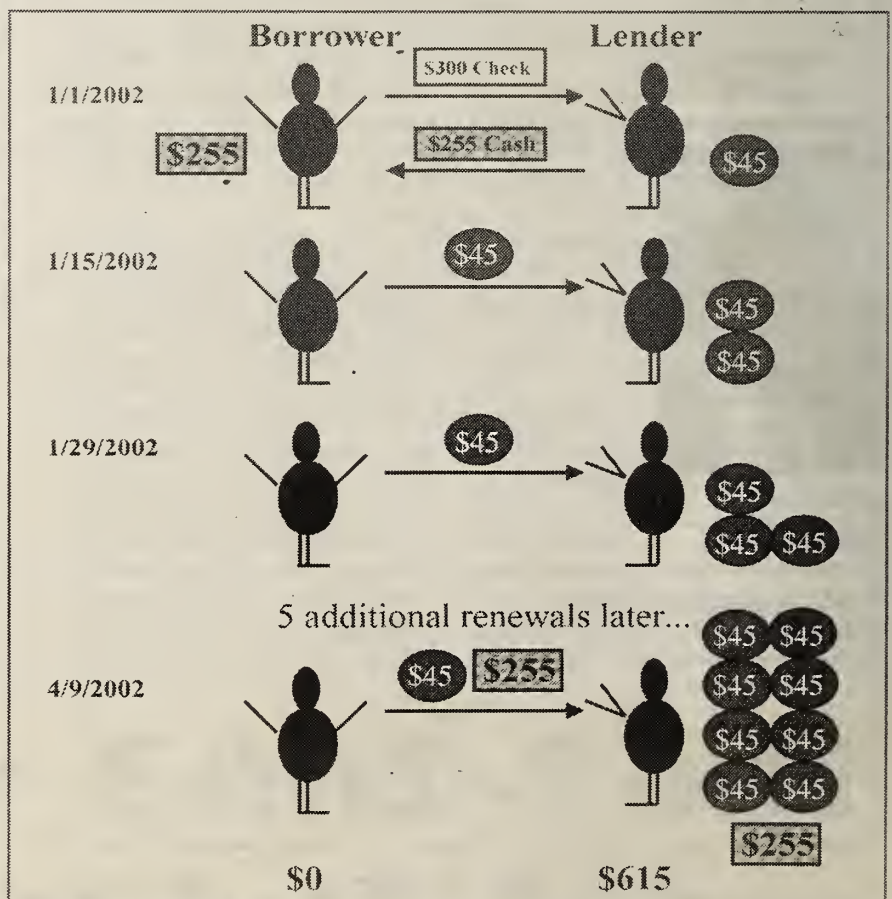 Borrower Lender
$300 Check
1/1/2002
$255 $255 Cash $45
1/15/2002 $45 $45
$45
1/29/2002 $45 $45
$45 $45
5 additional renewals later...
$45 $45
4/9/2002 $45 $255 $45 $45
$45 $45
$45 $45
$255
$0 $615